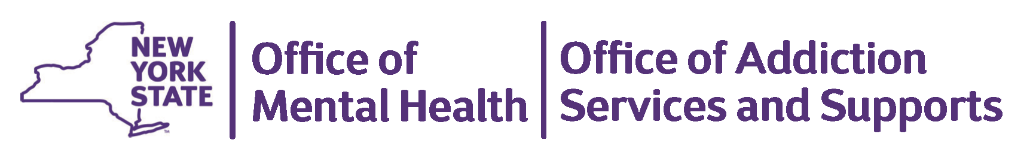 NEW
YORK
STATE
Office of
Mental Health
Office of Addiction
Services and Supports